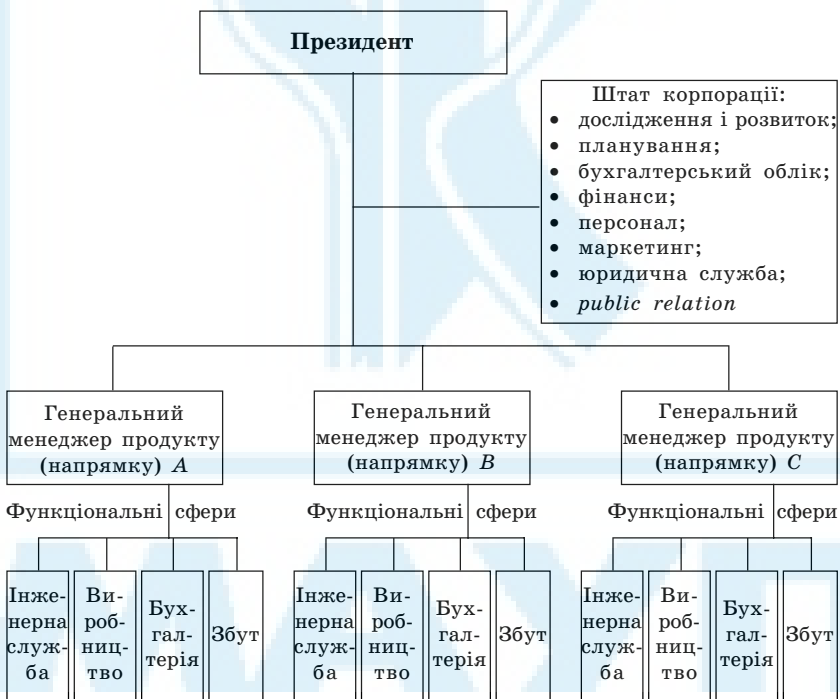 Президент
Штат корпорації:
• дослідження і розвиток;
• планування;
• бухгалтерський облік;
• фінанси;
• персонал;
• маркетинг;
• юридична служба;
• public relation
Генеральний
менеджер продукту
(напрямку) A
Генеральний
менеджер продукту
(напрямку) B
Генеральний
менеджер продукту
(напрямку) C
Функціональні сфери
Функціональні сфери
Функціональні сфери
Інже-
нерна
служ-
ба
Ви-
роб-
ниц-
тво
Бух-
гал-
терія
Збут
Інже-
нерна
служ-
ба
Ви-
роб-
ниц-
тво
Бух-
гал-
терія
Збут
Інже-
нерна
служ-
ба
Ви-
роб-
ниц-
тво
Бух-
гал-
терія
Збут
МАУП